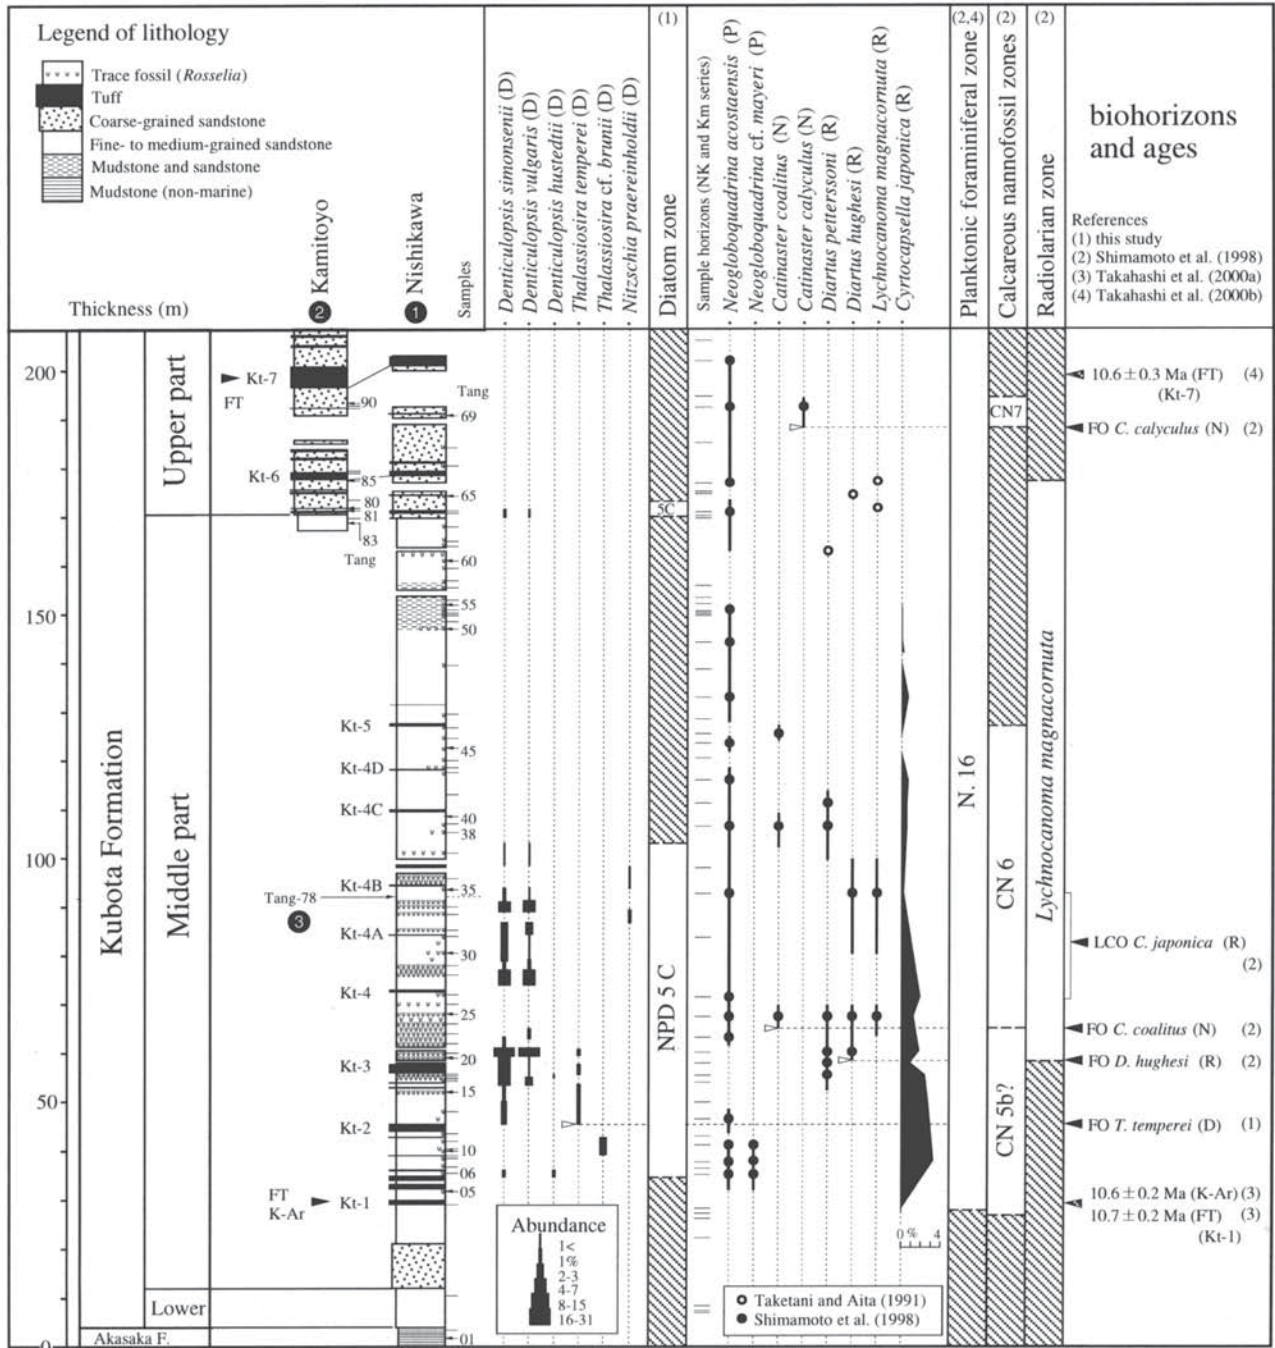 Legend of lithology
Trace fossil (Rosselia)
Tuff
Coarse-grained sandstone
Fine- to medium-grained sandstone
Mudstone and sandstone
Mudstone (non-marine)
Thickness (m)
Kamitoyo
2
Nishikawa
1
Samples
Denticulopsis simonsenii (D)
Denticulopsis vulgaris (D)
Denticulopsis hustedtii (D)
Thalassiosira temperei (D)
Thalassiosira cf. brunii (D)
Nitzschia praereinholdii (D)
(1)
Diatom zone
Sample horizons (NK and Km series)
Neogloboquadrina acostaensis (P)
Neogloboquadrina cf. mayeri (P)
Catinaster coalitus (N)
Catinaster calyculus (N)
Diartus petterssoni (R)
Diartus hughesi (R)
Lychnocanoma magnacornuta (R)
Cyrtocapsella japonica (R)
(2,4)
Planktonic foraminiferal zone
(2)
Calcareous nannofossil zones
(2)
Radiolarian zone
biohorizons
and ages
References
(1) this study
(2) Shimamoto et al. (1998)
(3) Takahashi et al. (2000a)
(4) Takahashi et al. (2000b)
200
150
100
50
0
Kubota Formation
Upper part
Middle part
Lower
Akasaka F.
Kt-7
FT
90
Kt-6
85
80
81
83
Tang
Tang
69
65
60
55
50
Kt-5
45
Kt-4D
Kt-4C
40
38
Kt-4B
35
Tang-78
3
Kt-4A
30
Kt-4
25
Kt-3
20
15
Kt-2
10
06
05
FT
K-Ar
Kt-1
01
Abundance
1<
1%
2-3
4-7
8-15
16-31
5C
NPD 5 C
0 % 4
Taketani and Aita (1991)
Shimamoto et al. (1998)
N. 16
CN7
CN 6
CN 5b?
Lychnocanoma magnacornuta
10.6 ± 0.3 Ma (FT) (4)
(Kt-7)
FO C. calyculus (N) (2)
LCO C. japonica (R)
(2)
FO C. coalitus (N) (2)
FO D. hughesi (R) (2)
FO T. temperei (D) (1)
10.6 ± 0.2 Ma (K-Ar) (3)
10.7 ± 0.2 Ma (FT) (3)
(Kt-1)